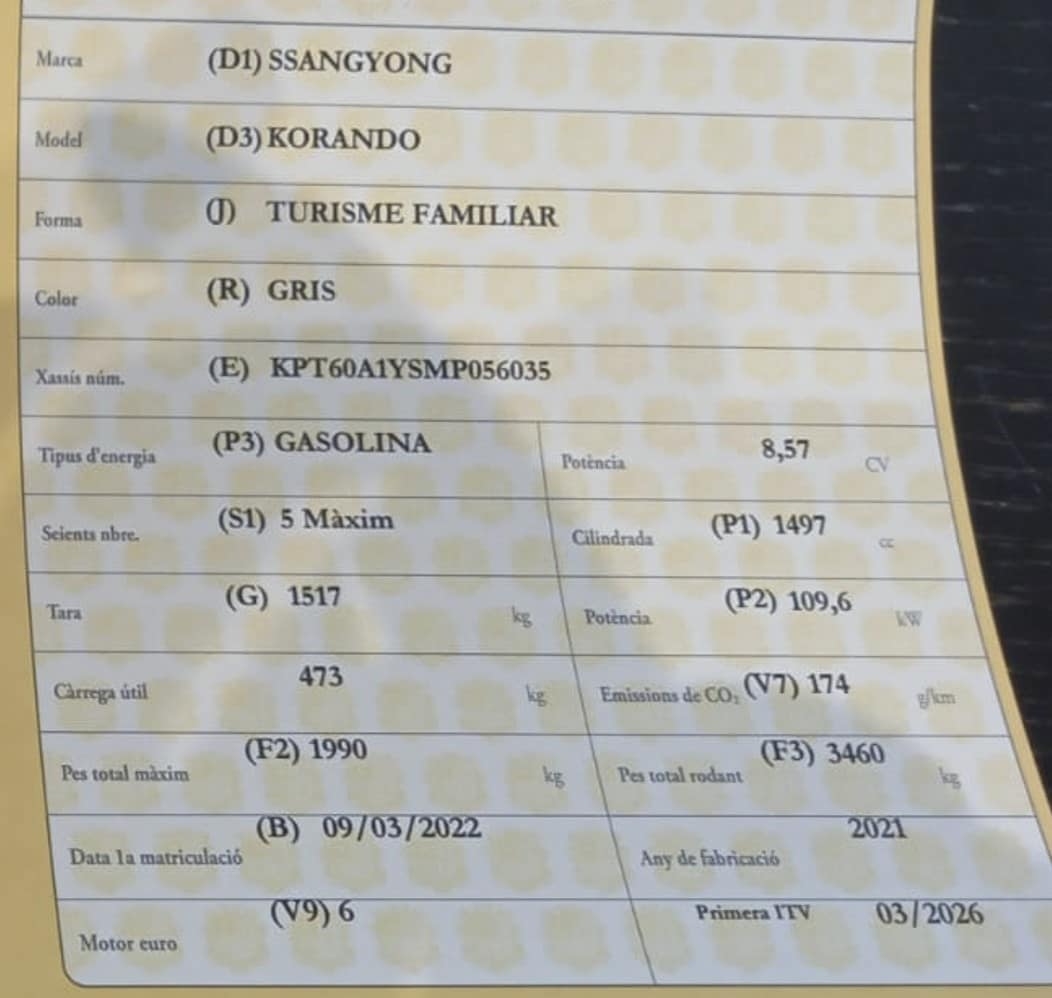 Marca (D1) SSANGYONG
Model (D3) KORANDO
Forma (J) TURISME FAMILIAR
Color (R) GRIS
Xassís núm. (E) KPT60A1YSMP056035
Tipus d'energia (P3) GASOLINA Potència 8,57 CV
Seients nbre. (S1) 5 Màxim Cilindrada (P1) 1497 cc
Tara (G) 1517 kg Potència (P2) 109,6 kW
Càrrega útil 473 kg Emissions de CO₂ (V7) 174 g/km
Pes total màxim (F2) 1990 kg Pes total rodant (F3) 3460 kg
Data 1a matriculació (B) 09/03/2022 Any de fabricació 2021
Motor euro (V9) 6 Primera ITV 03/2026